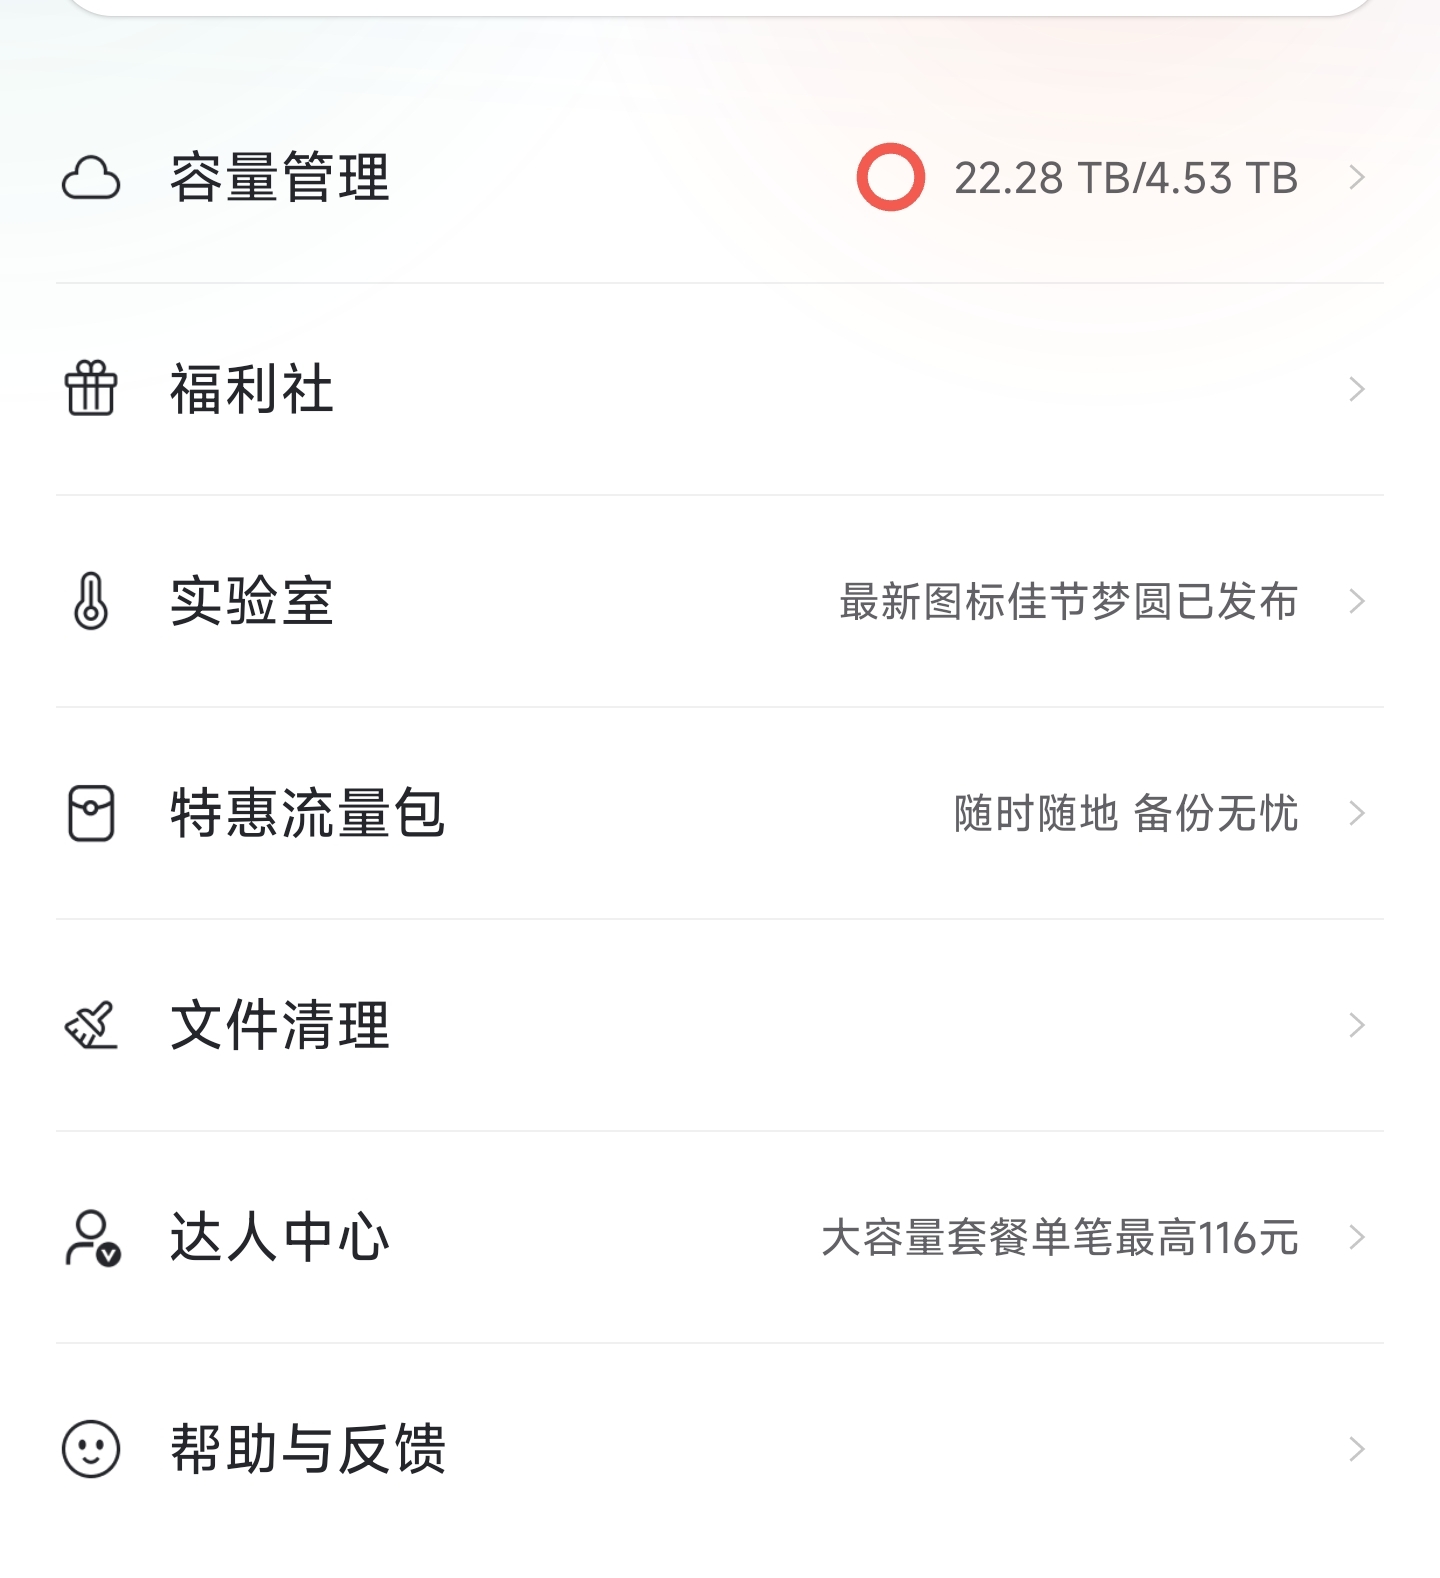 容量管理 22.28 TB/4.53 TB
福利社
实验室 最新图标佳节梦圆已发布
特惠流量包 随时随地 备份无忧
文件清理
达人中心 大容量套餐单笔最高116元
帮助与反馈